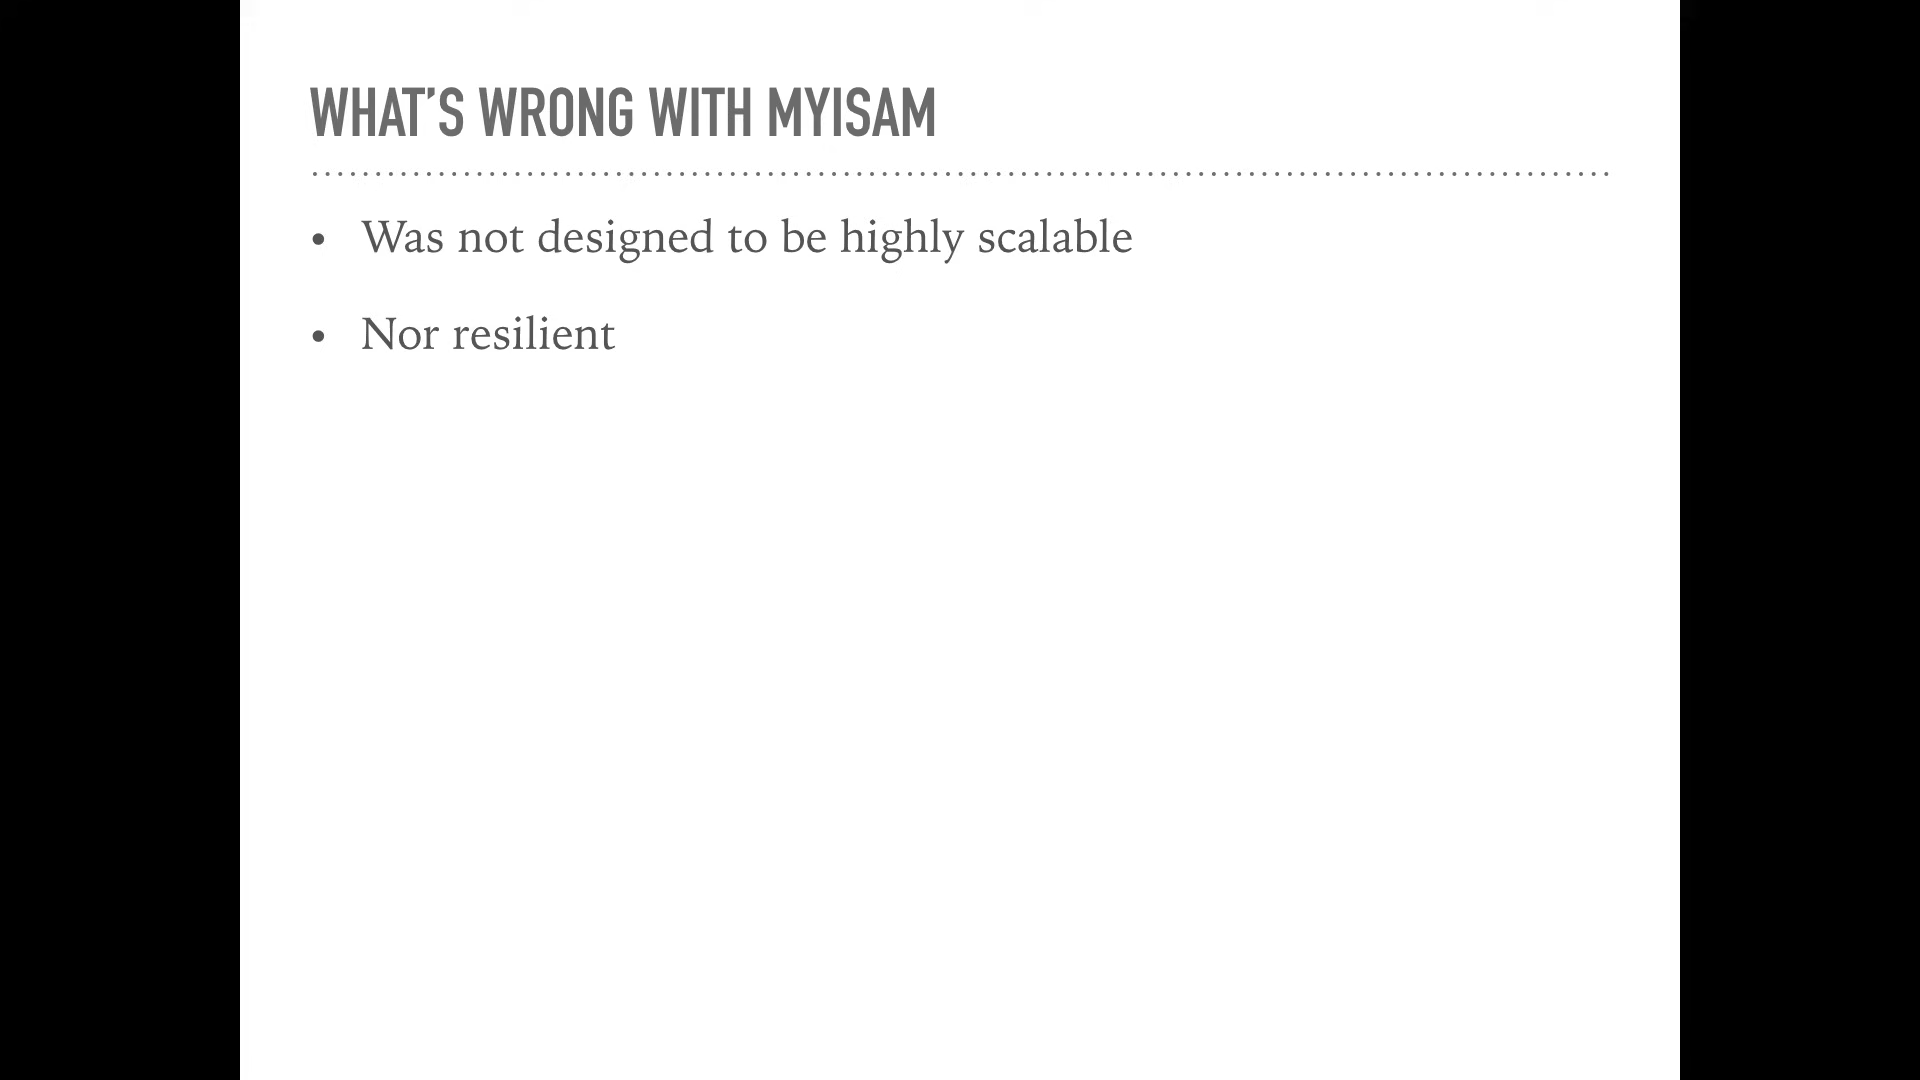 WHAT’S WRONG WITH MYISAM
• Was not designed to be highly scalable
• Nor resilient